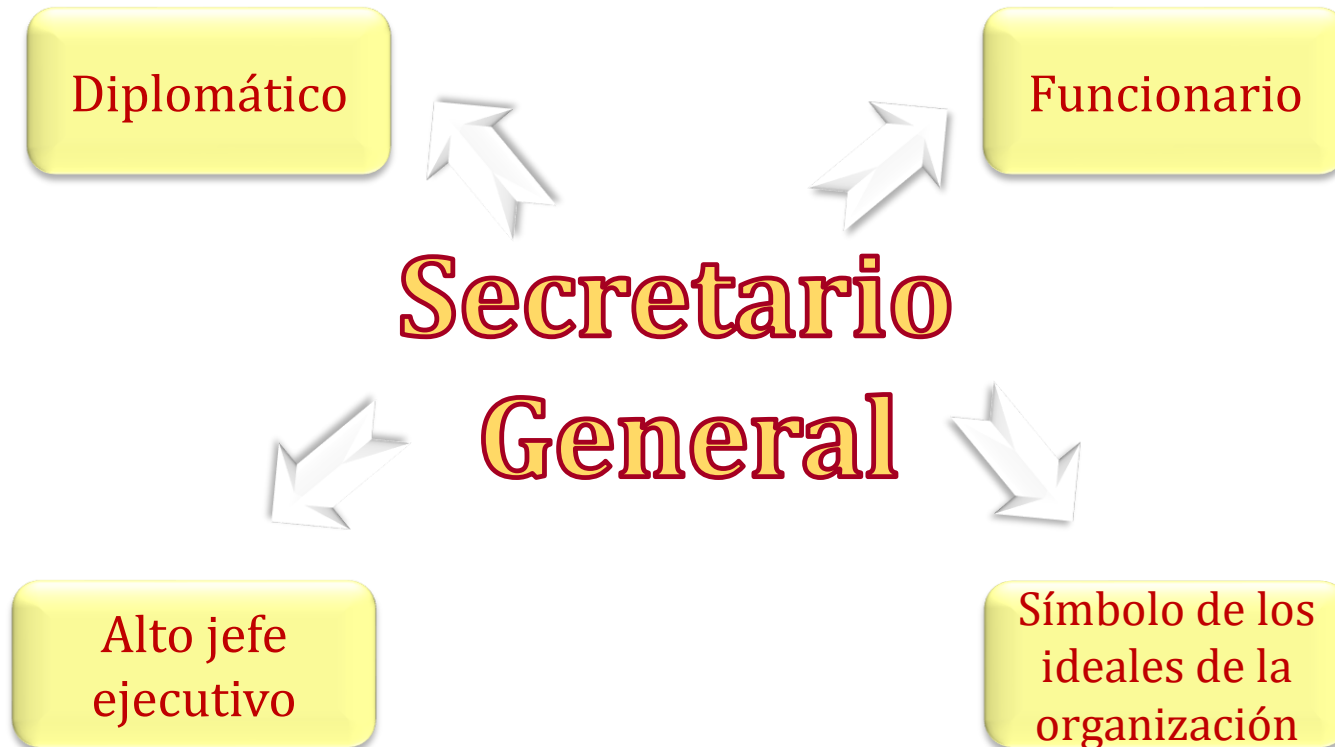 Diplomático
Funcionario
Secretario
General
Alto jefe
ejecutivo
Símbolo de los
ideales de la
organización